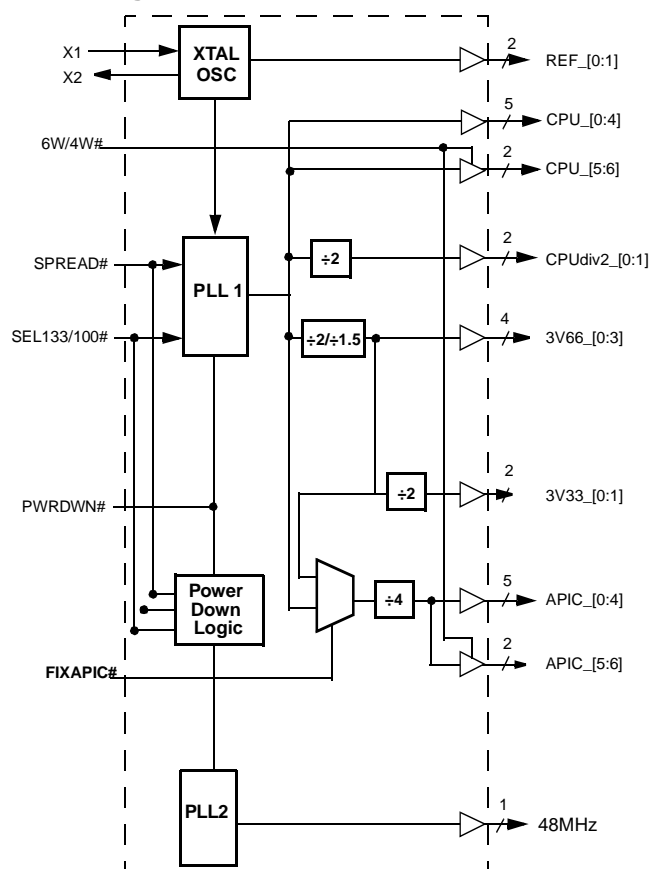 X1
X2
XTAL
OSC
2
REF_[0:1]
5
CPU_[0:4]
6W/4W#
2
CPU_[5:6]
SPREAD#
PLL 1
÷2
2
CPUdiv2_[0:1]
SEL133/100#
÷2/÷1.5
4
3V66_[0:3]
PWRDWN#
÷2
2
3V33_[0:1]
Power
Down
Logic
÷4
5
APIC_[0:4]
FIXAPIC#
2
APIC_[5:6]
PLL2
1
48MHz